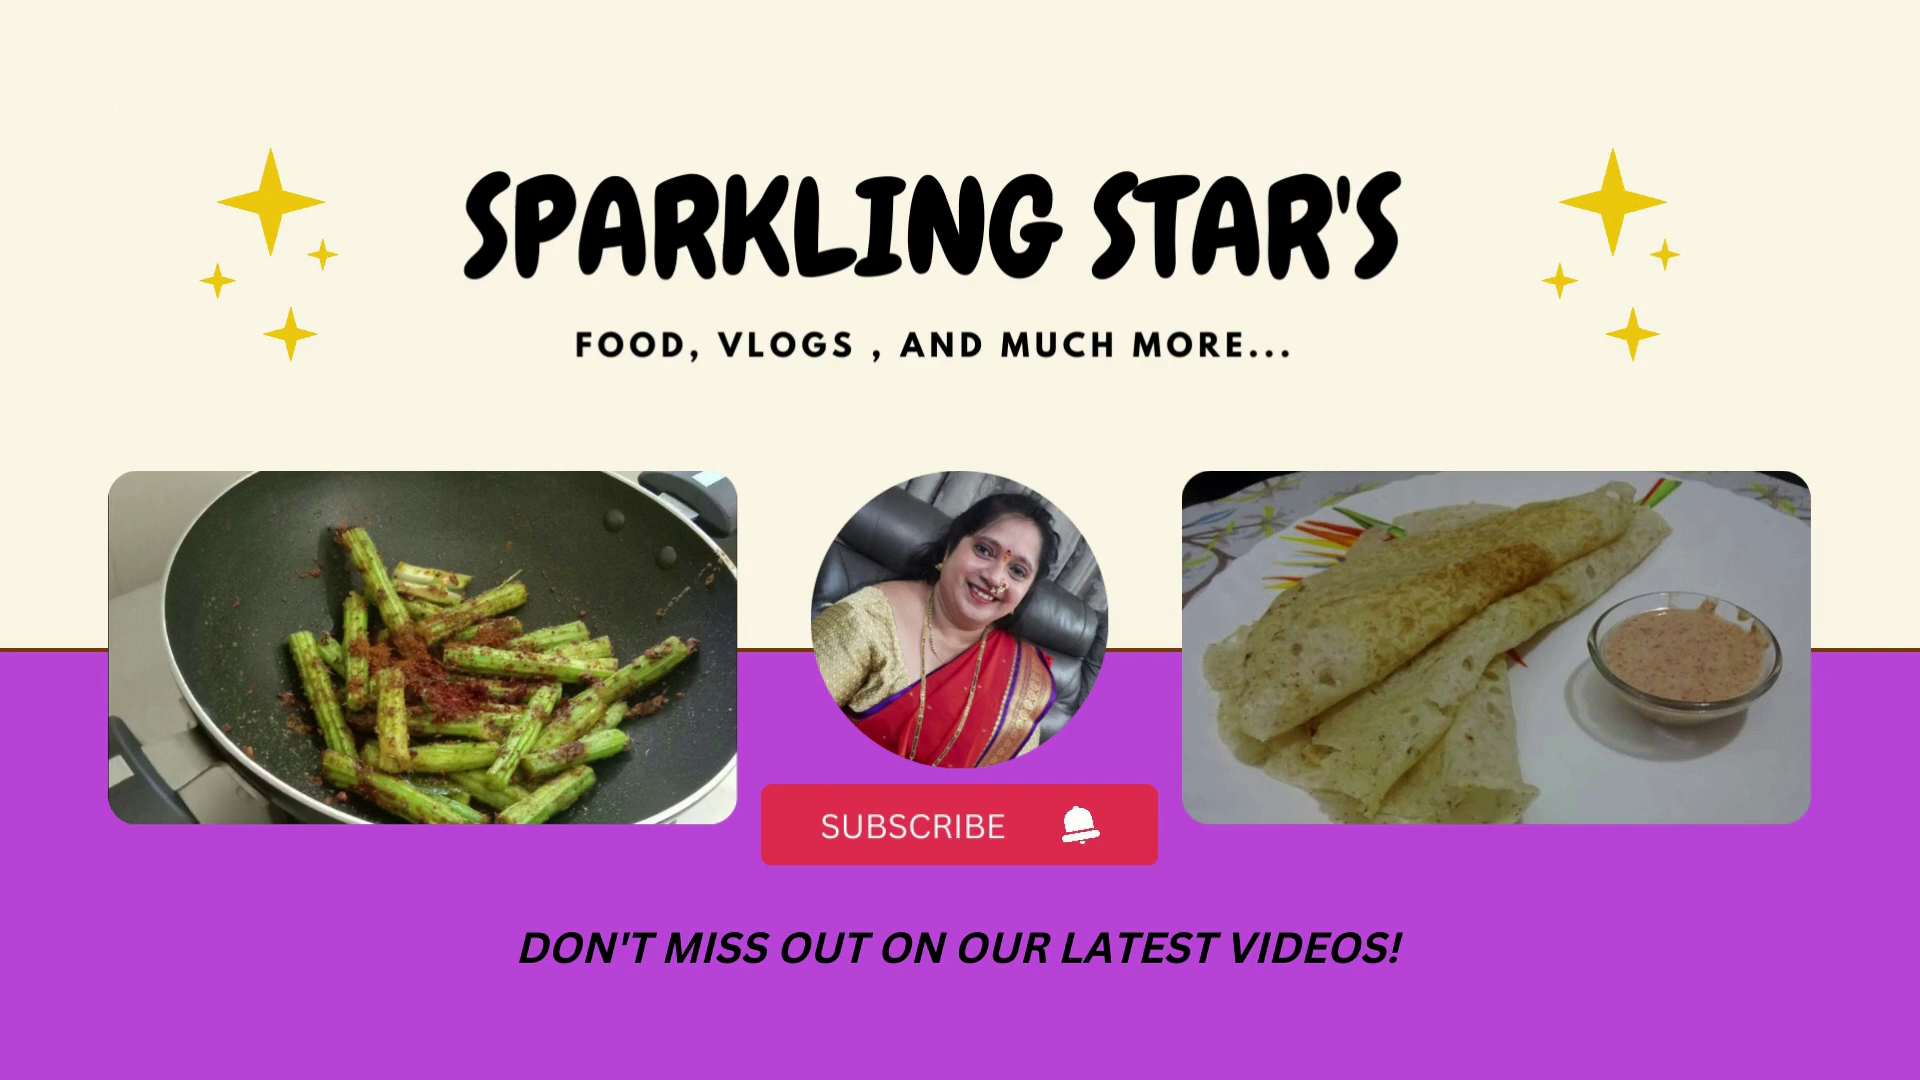 SPARKLING STAR'S
FOOD, VLOGS , AND MUCH MORE...
SUBSCRIBE
DON'T MISS OUT ON OUR LATEST VIDEOS!